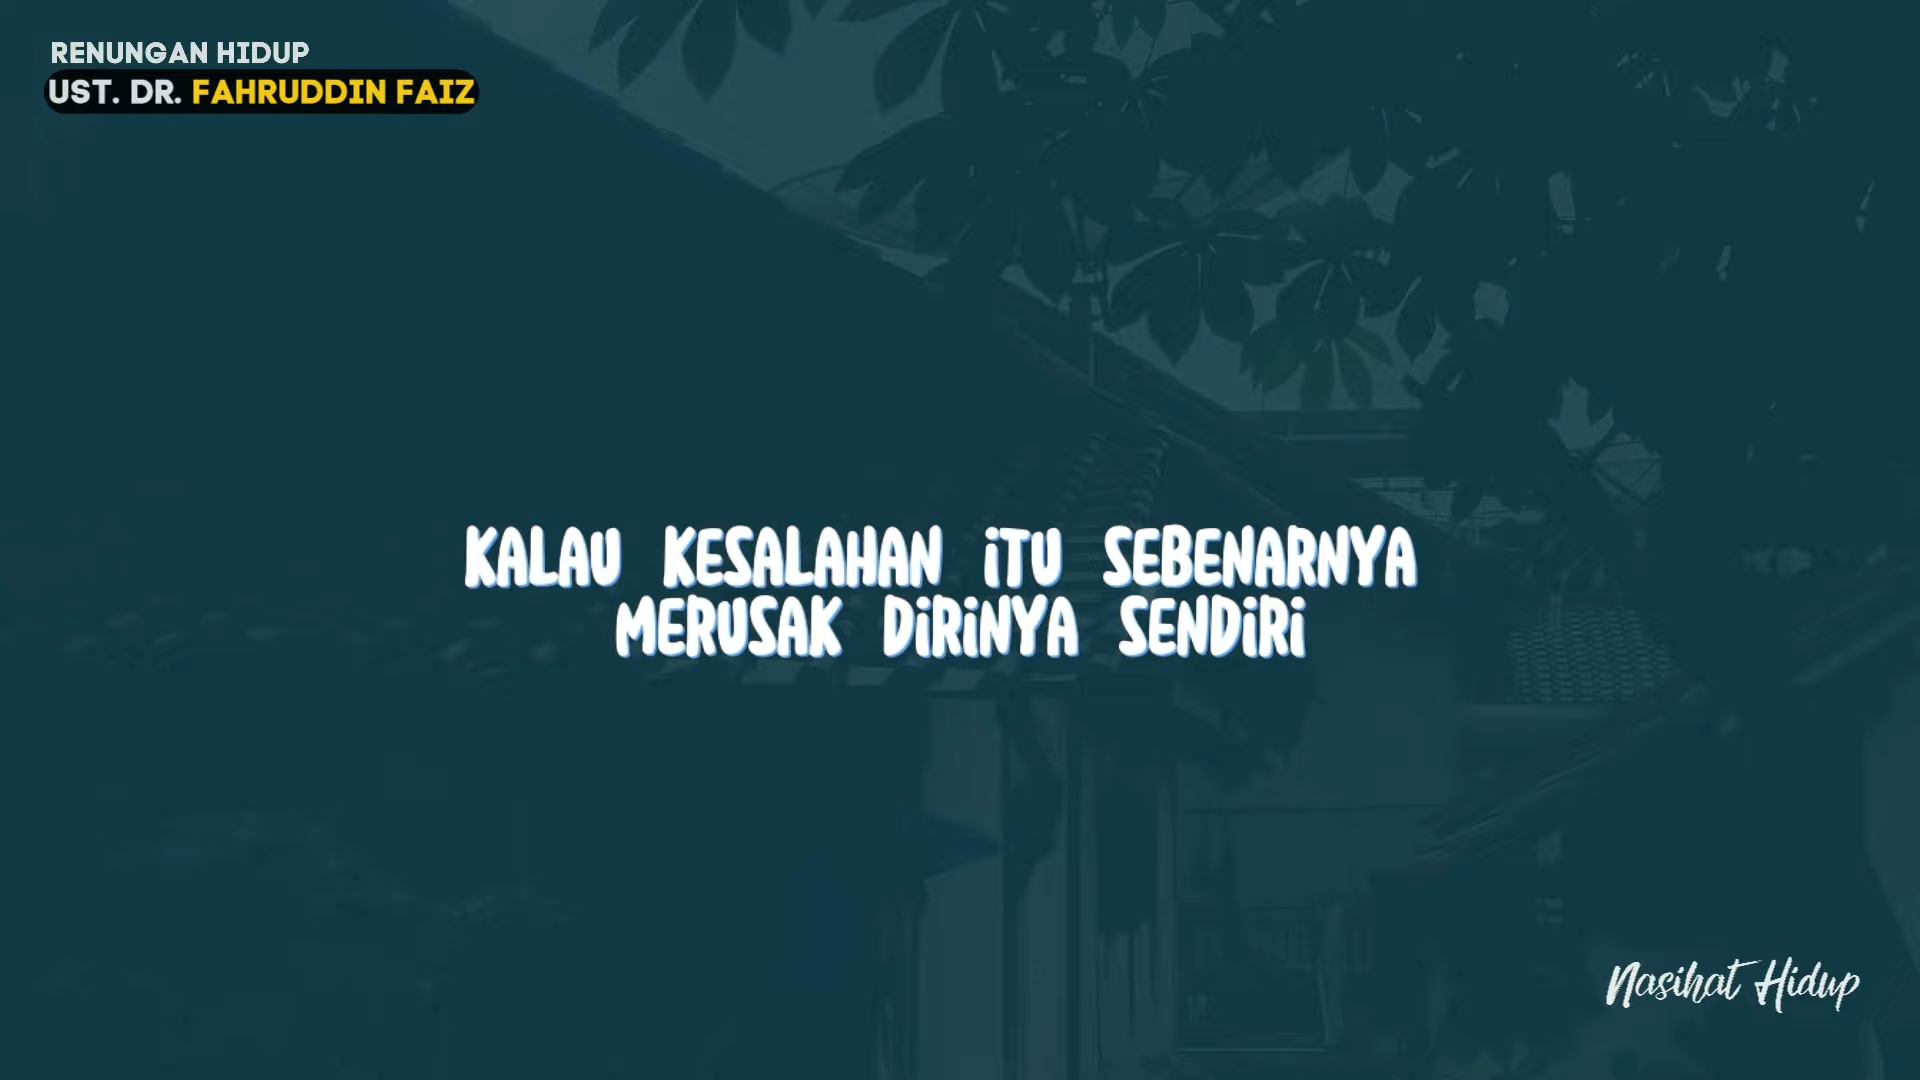 RENUNGAN HIDUP
UST. DR. FAHRUDDIN FAIZ
KALAU KESALAHAN iTU SEBENARNYA
MERUSAK DiRiNYA SENDiRi
Nasihat Hidup